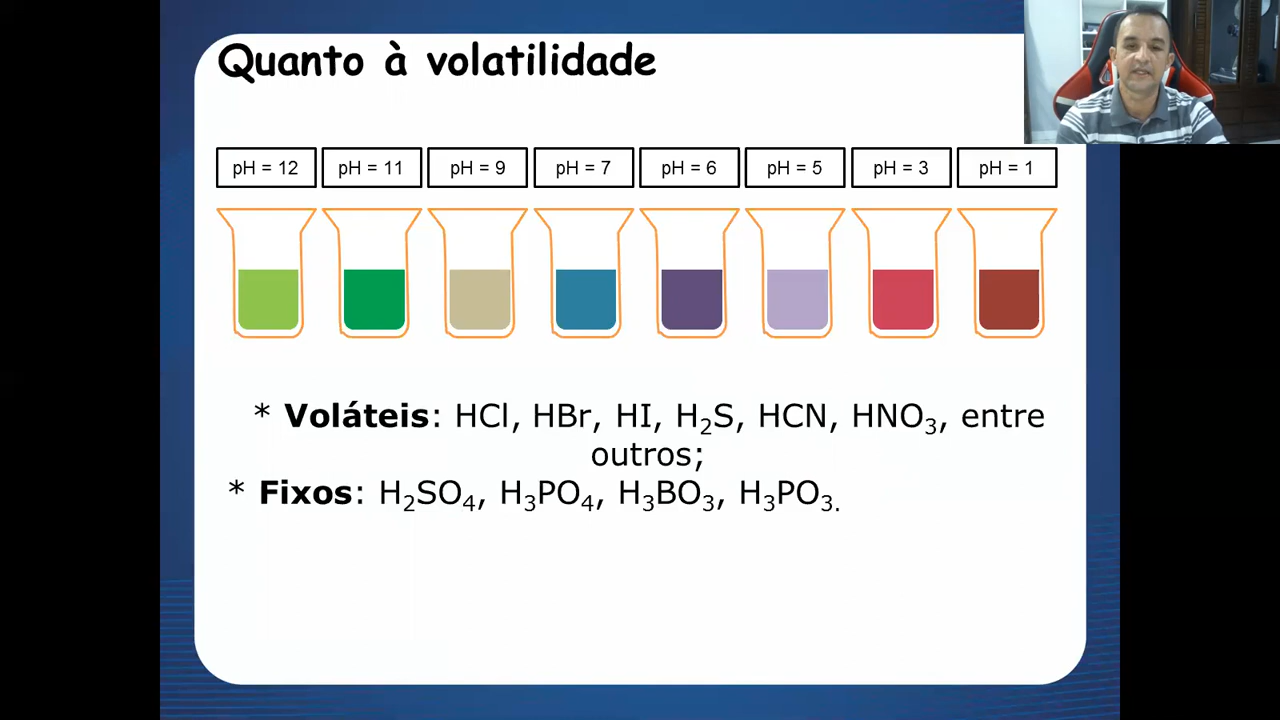 Quanto à volatilidade
pH = 12 pH = 11 pH = 9 pH = 7 pH = 6 pH = 5 pH = 3 pH = 1
* Voláteis: HCl, HBr, HI, H₂S, HCN, HNO₃, entre
outros;
* Fixos: H₂SO₄, H₃PO₄, H₃BO₃, H₃PO₃.